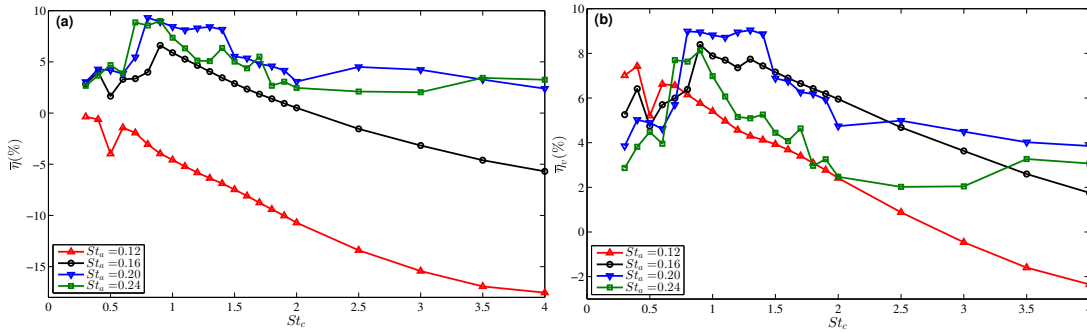 (a)
10
5
0
−5
−10
−15
η̅(%)
St_a =0.12
St_a =0.16
St_a =0.20
St_a =0.24
0.5 1 1.5 2 2.5 3 3.5 4
St_c
(b)
10
8
6
4
2
0
−2
η̅_v(%)
St_a =0.12
St_a =0.16
St_a =0.20
St_a =0.24
0 0.5 1 1.5 2 2.5 3 3.5 4
St_c